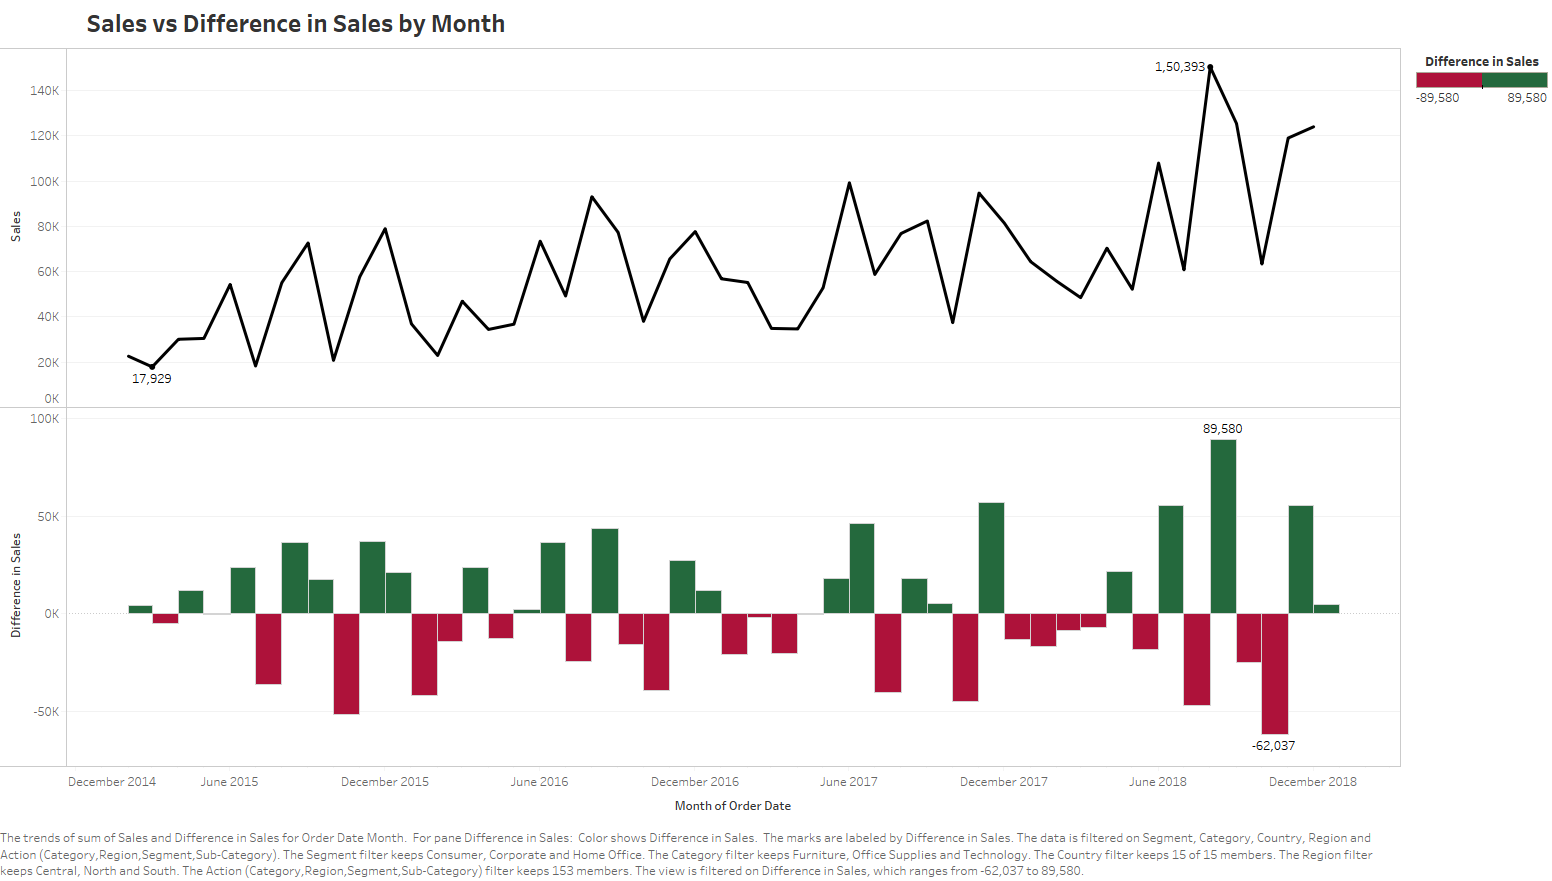 Sales vs Difference in Sales by Month
Difference in Sales
-89,580 89,580
1,50,393
140K
120K
100K
80K
60K
40K
20K
0K
Sales
17,929
100K
50K
0K
-50K
Difference in Sales
89,580
-62,037
December 2014 June 2015 December 2015 June 2016 December 2016 June 2017 December 2017 June 2018 December 2018
Month of Order Date
The trends of sum of Sales and Difference in Sales for Order Date Month.  For pane Difference in Sales:  Color shows Difference in Sales.  The marks are labeled by Difference in Sales. The data is filtered on Segment, Category, Country, Region and
Action (Category,Region,Segment,Sub-Category). The Segment filter keeps Consumer, Corporate and Home Office. The Category filter keeps Furniture, Office Supplies and Technology. The Country filter keeps 15 of 15 members. The Region filter
keeps Central, North and South. The Action (Category,Region,Segment,Sub-Category) filter keeps 153 members. The view is filtered on Difference in Sales, which ranges from -62,037 to 89,580.